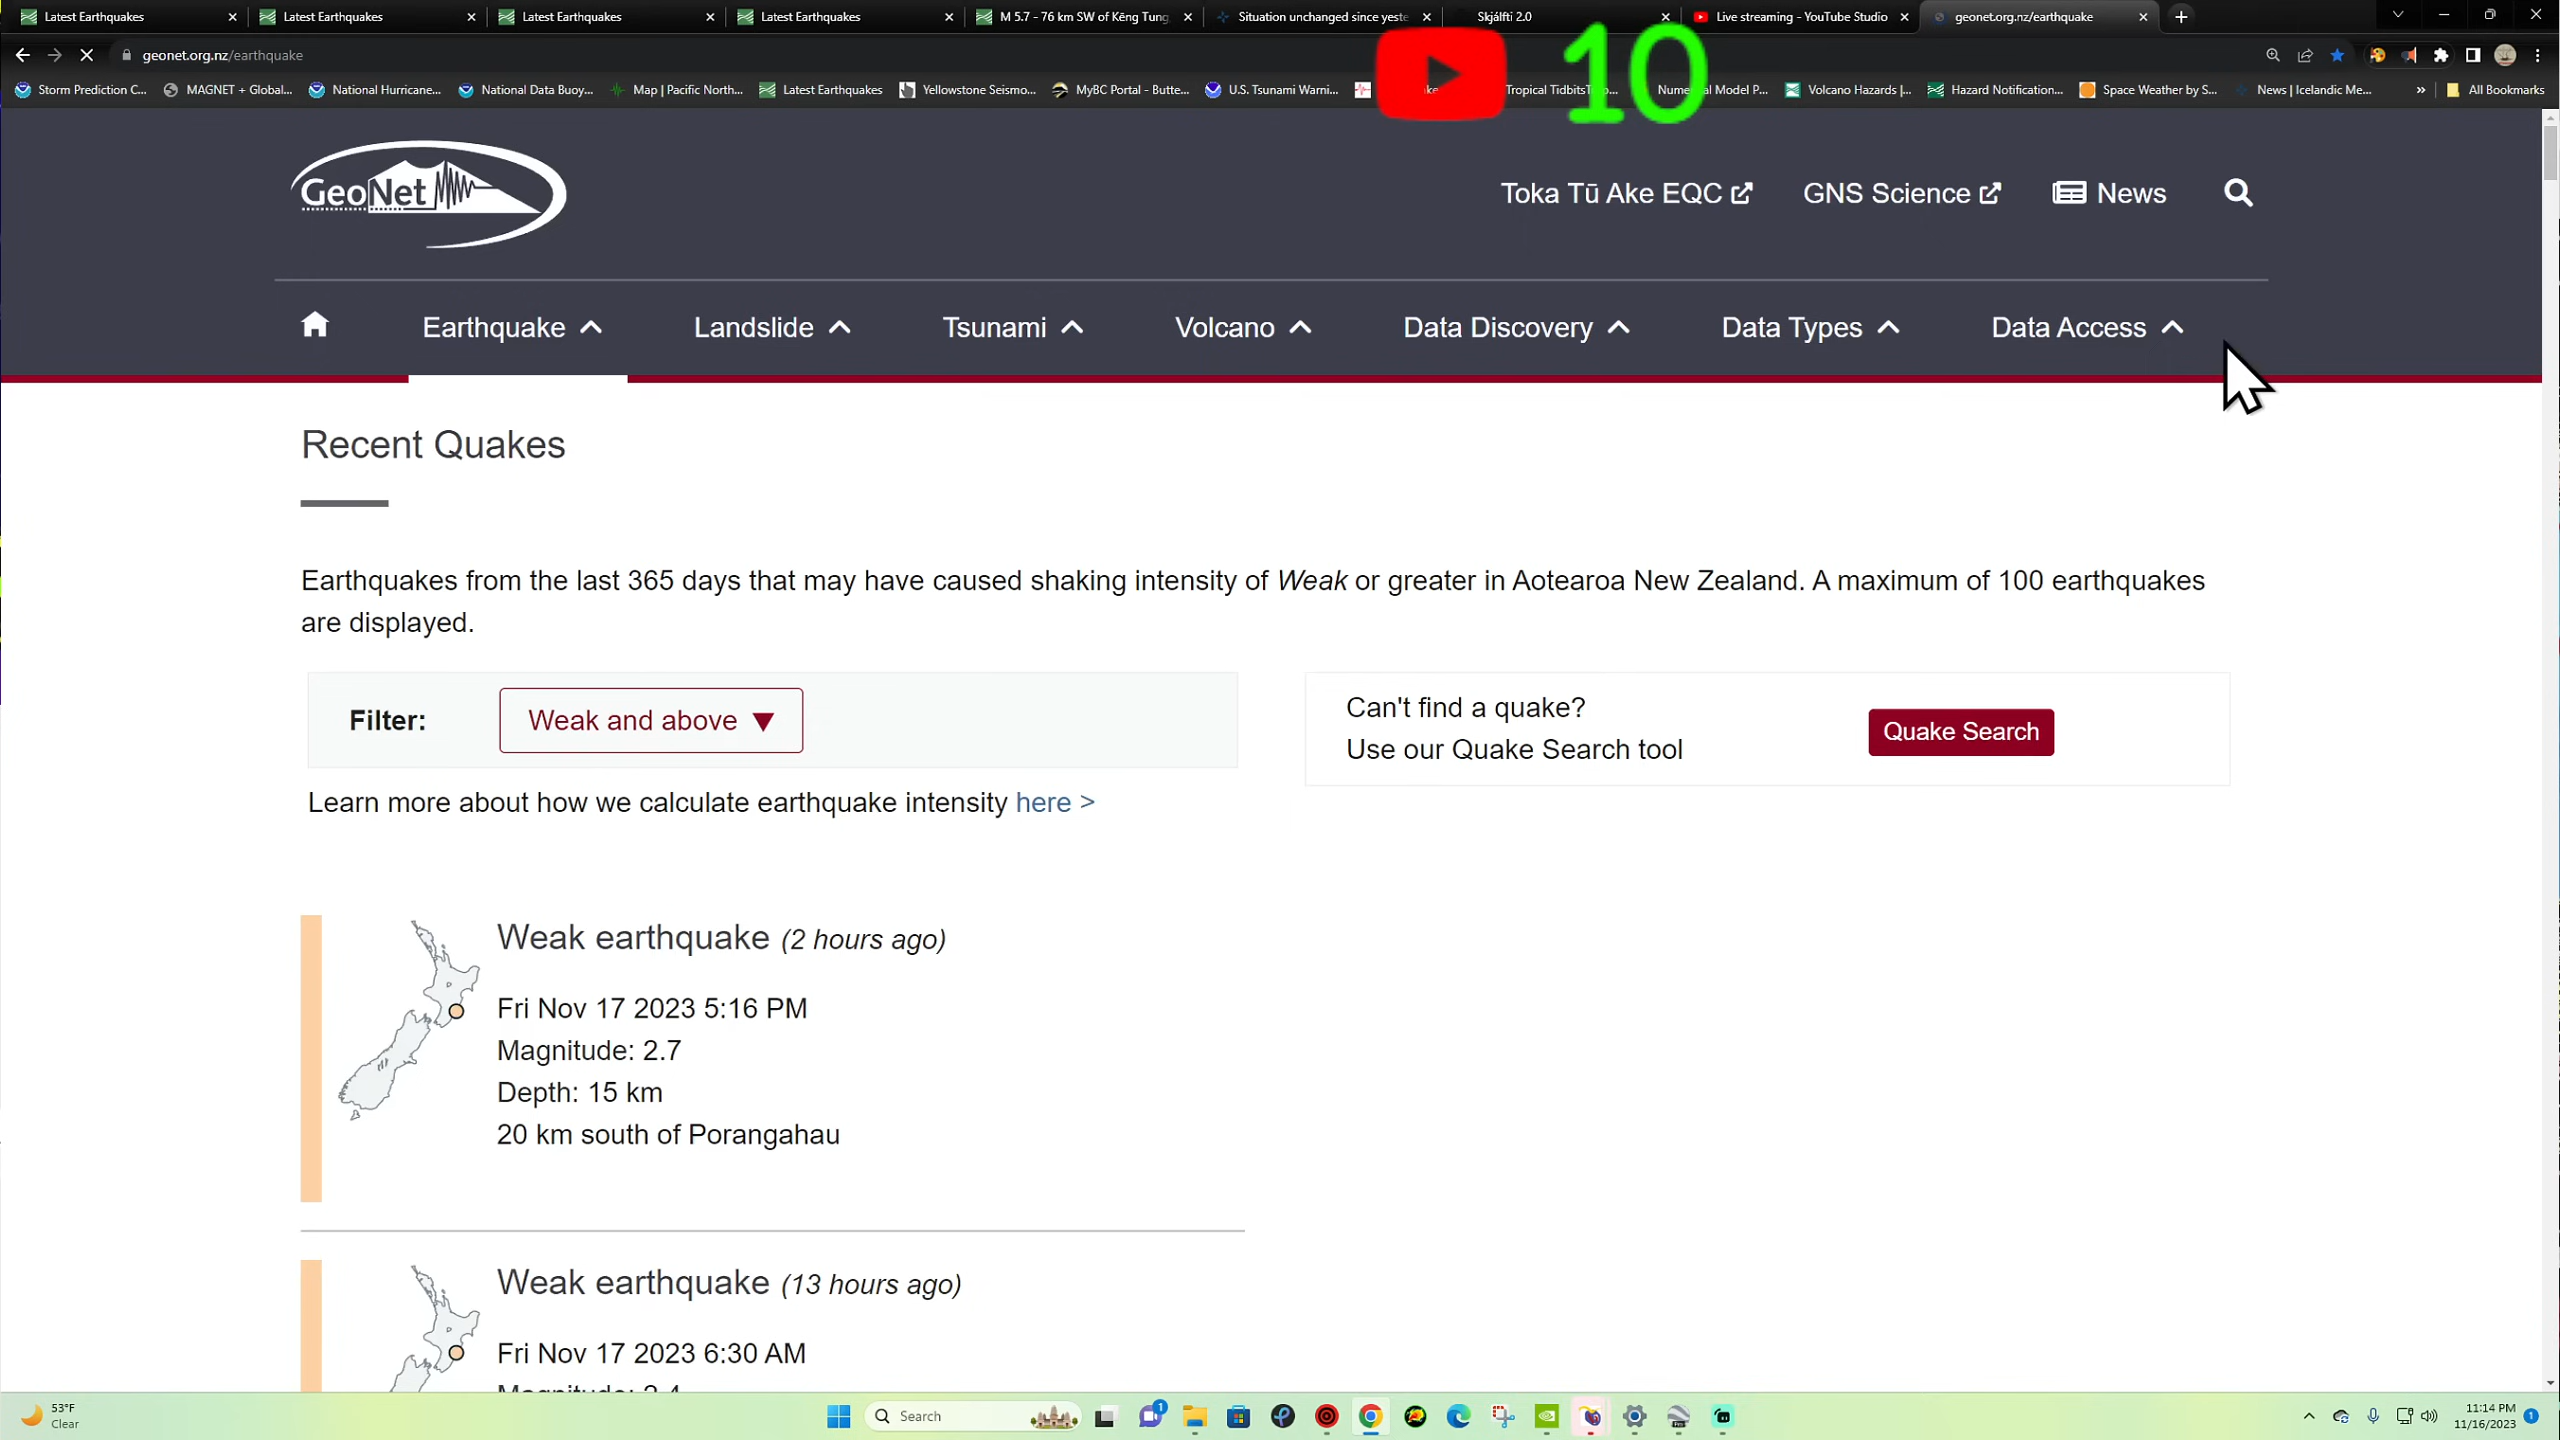 Latest Earthquakes
Latest Earthquakes
Latest Earthquakes
Latest Earthquakes
M 5.7 - 76 km SW of Kēng Tung
Situation unchanged since yeste
Skjálfti 2.0
Live streaming - YouTube Studio
geonet.org.nz/earthquake
geonet.org.nz/earthquake
10
Storm Prediction C...
MAGNET + Global...
National Hurricane...
National Data Buoy...
Map | Pacific North...
Latest Earthquakes
Yellowstone Seismo...
MyBC Portal - Butte...
U.S. Tsunami Warni...
Tropical Tidbits
Model P...
Volcano Hazards |...
Hazard Notification...
Space Weather by S...
News | Icelandic Me...
»
All Bookmarks
GeoNet
Toka Tū Ake EQC
GNS Science
News
Earthquake
Landslide
Tsunami
Volcano
Data Discovery
Data Types
Data Access
Recent Quakes
Earthquakes from the last 365 days that may have caused shaking intensity of Weak or greater in Aotearoa New Zealand. A maximum of 100 earthquakes
are displayed.
Filter:
Weak and above
Can't find a quake?
Use our Quake Search tool
Quake Search
Learn more about how we calculate earthquake intensity here >
Weak earthquake (2 hours ago)
Fri Nov 17 2023 5:16 PM
Magnitude: 2.7
Depth: 15 km
20 km south of Porangahau
Weak earthquake (13 hours ago)
Fri Nov 17 2023 6:30 AM
53°F
Clear
Search
1
11:14 PM
11/16/2023
1